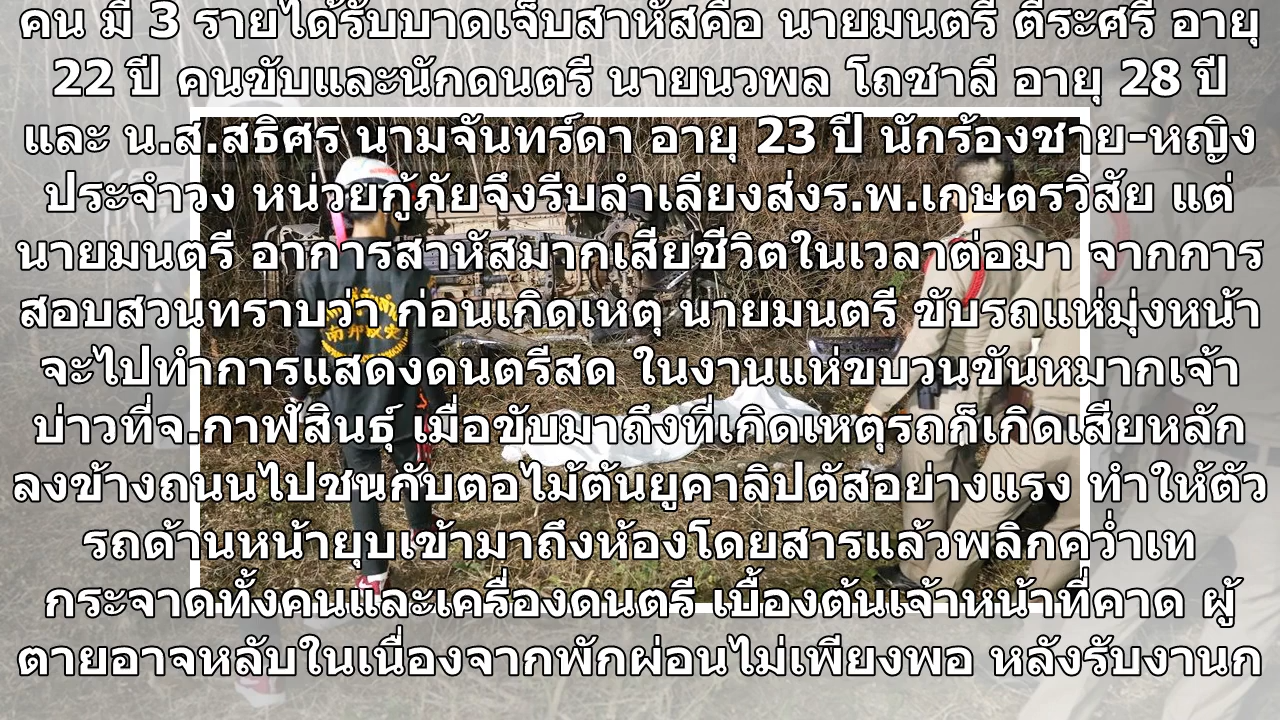 คน มี 3 รายได้รับบาดเจ็บสาหัสคือ นายมนตรี ตีระศรี อายุ
22 ปี คนขับและนักดนตรี นายนวพล โถชาลี อายุ 28 ปี
และ น.ส.สธิศร นามจันทร์ดา อายุ 23 ปี นักร้องชาย-หญิง
ประจำวง หน่วยกู้ภัยจึงรีบลำเลียงส่งร.พ.เกษตรวิสัย แต่
นายมนตรี อาการสาหัสมากเสียชีวิตในเวลาต่อมา จากการ
สอบสวนทราบว่า ก่อนเกิดเหตุ นายมนตรี ขับรถแห่มุ่งหน้า
จะไปทำการแสดงดนตรีสด ในงานแห่ขบวนขันหมากเจ้า
บ่าวที่จ.กาฬสินธุ์ เมื่อขับมาถึงที่เกิดเหตุรถก็เกิดเสียหลัก
ลงข้างถนนไปชนกับตอไม้ต้นยูคาลิปตัสอย่างแรง ทำให้ตัว
รถด้านหน้ายุบเข้ามาถึงห้องโดยสารแล้วพลิกคว่ำเท
กระจาดทั้งคนและเครื่องดนตรี เบื้องต้นเจ้าหน้าที่คาด ผู้
ตายอาจหลับในเนื่องจากพักผ่อนไม่เพียงพอ หลังรับงานก